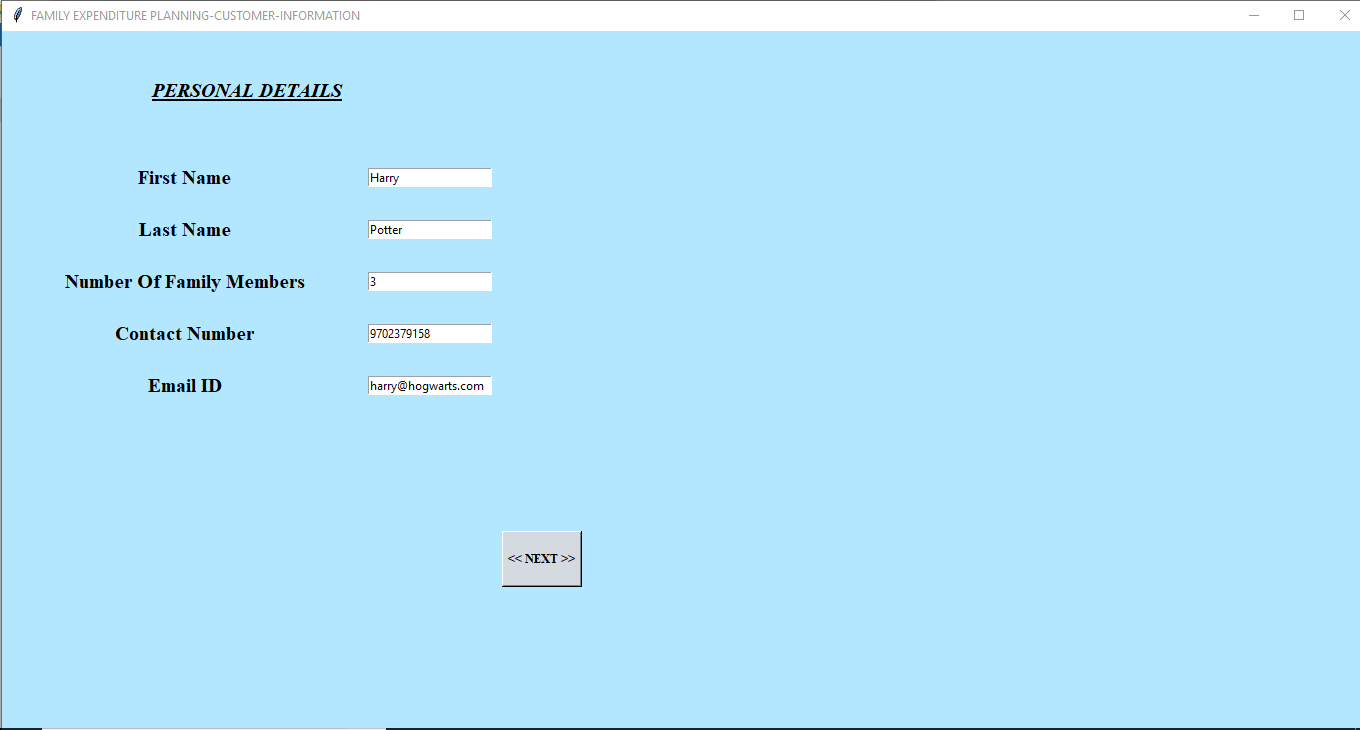 FAMILY EXPENDITURE PLANNING-CUSTOMER-INFORMATION
PERSONAL DETAILS
First Name Harry
Last Name Potter
Number Of Family Members 3
Contact Number 9702379158
Email ID harry@hogwarts.com
<< NEXT >>